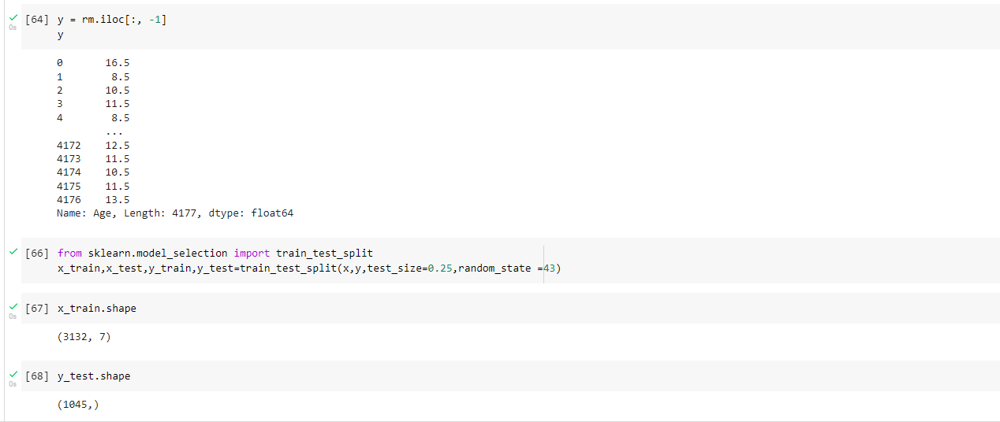 [64] y = rm.iloc[:, -1]
y
0 16.5
1 8.5
2 10.5
3 11.5
4 8.5
...
4172 12.5
4173 11.5
4174 10.5
4175 11.5
4176 13.5
Name: Age, Length: 4177, dtype: float64
[66] from sklearn.model_selection import train_test_split
x_train,x_test,y_train,y_test=train_test_split(x,y,test_size=0.25,random_state =43)
[67] x_train.shape
(3132, 7)
[68] y_test.shape
(1045,)
0s
0s
0s